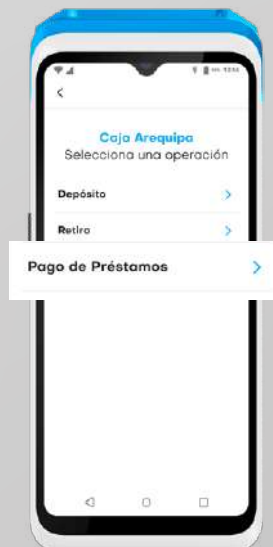 Caja Arequipa
Selecciona una operación
Depósito
Retiro
Pago de Préstamos